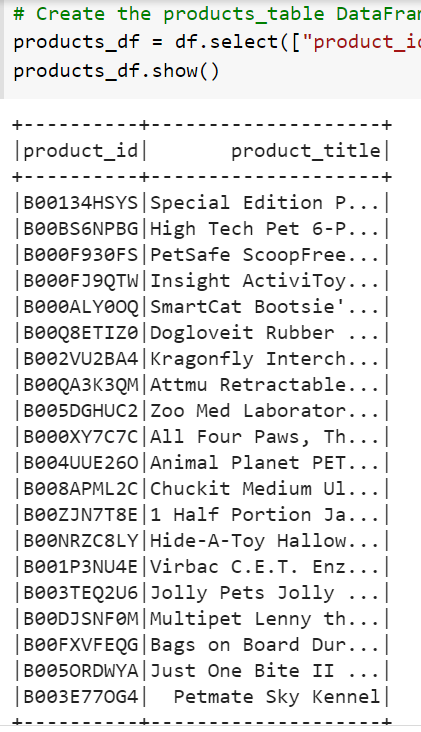 # Create the products_table DataFram
products_df = df.select(["product_id
products_df.show()
+----------+--------------------+
|product_id|       product_title|
+----------+--------------------+
|B00134HSYS|Special Edition P...|
|B00BS6NPBG|High Tech Pet 6-P...|
|B000F930FS|PetSafe ScoopFree...|
|B000FJ9QTW|Insight ActiviToy...|
|B000ALY0OQ|SmartCat Bootsie'...|
|B00Q8ETIZ0|Dogloveit Rubber ...|
|B002VU2BA4|Kragonfly Interch...|
|B00QA3K3QM|Attmu Retractable...|
|B005DGHUC2|Zoo Med Laborator...|
|B000XY7C7C|All Four Paws, Th...|
|B004UUE26O|Animal Planet PET...|
|B008APML2C|Chuckit Medium Ul...|
|B00ZJN7T8E|1 Half Portion Ja...|
|B00NRZC8LY|Hide-A-Toy Hallow...|
|B001P3NU4E|Virbac C.E.T. Enz...|
|B003TEQ2U6|Jolly Pets Jolly ...|
|B00DJSNF0M|Multipet Lenny th...|
|B00FXVFEQG|Bags on Board Dur...|
|B005ORDWYA|Just One Bite II ...|
|B003E77OG4|  Petmate Sky Kennel|
+----------+--------------------+